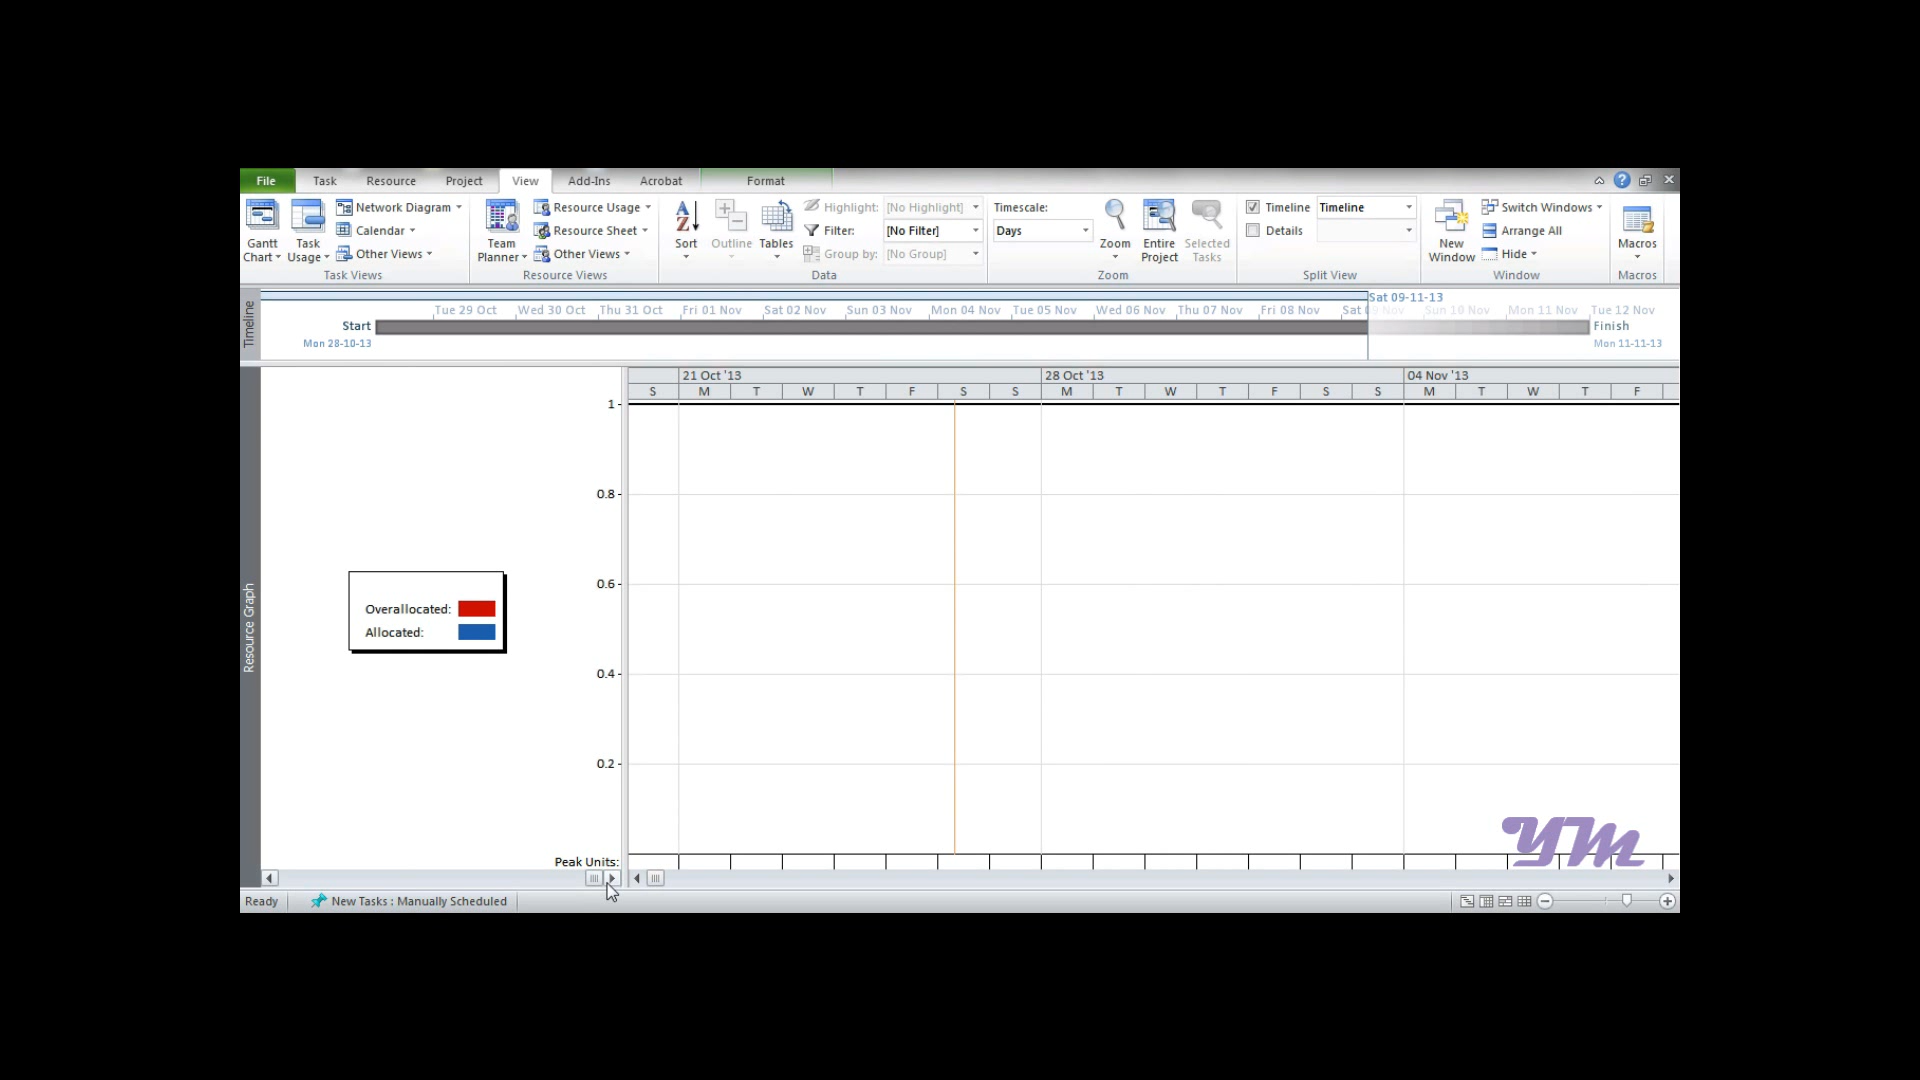 File Task Resource Project View Add-Ins Acrobat Format
Gantt Chart
Task Usage
Network Diagram
Calendar
Other Views
Task Views
Team Planner
Resource Usage
Resource Sheet
Other Views
Resource Views
Sort
Outline
Tables
Highlight: [No Highlight]
Filter: [No Filter]
Group by: [No Group]
Data
Timescale:
Days
Zoom
Entire Project
Selected Tasks
Zoom
Timeline Timeline
Details
Split View
New Window
Switch Windows
Arrange All
Hide
Window
Macros
Macros
Timeline
Sat 09-11-13
Tue 29 Oct Wed 30 Oct Thu 31 Oct Fri 01 Nov Sat 02 Nov Sun 03 Nov Mon 04 Nov Tue 05 Nov Wed 06 Nov Thu 07 Nov Fri 08 Nov Sat 09 Nov Sun 10 Nov Mon 11 Nov Tue 12 Nov
Start Finish
Mon 28-10-13 Mon 11-11-13
21 Oct '13 28 Oct '13 04 Nov '13
S M T W T F S S M T W T F S S M T W T F
1
0.8
0.6
0.4
0.2
Resource Graph
Overallocated:
Allocated:
Peak Units:
YM
Ready New Tasks : Manually Scheduled